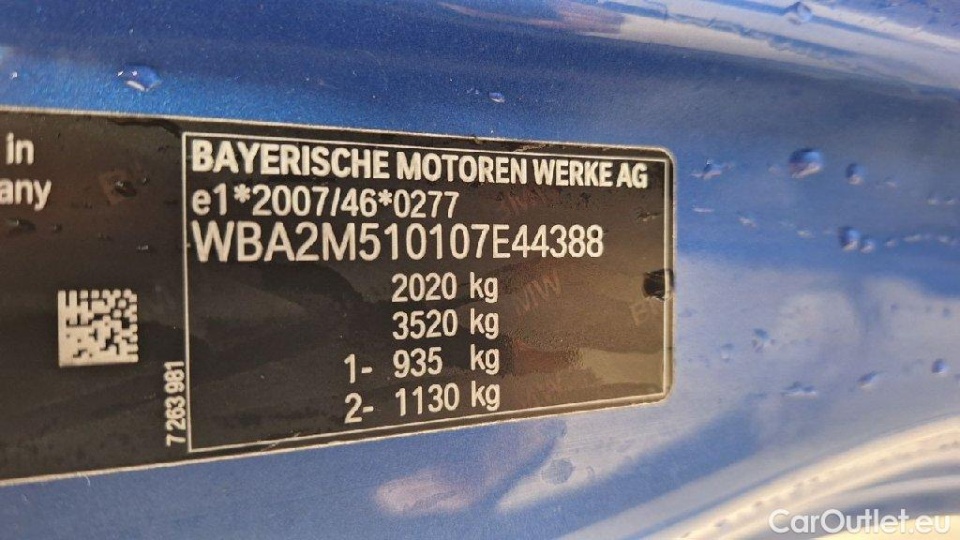 in
any
BAYERISCHE MOTOREN WERKE AG
e1*2007/46*0277
WBA2M510107E44388
2020 kg
3520 kg
1- 935 kg
2- 1130 kg
7 263 981
BMW
CarOutlet.eu